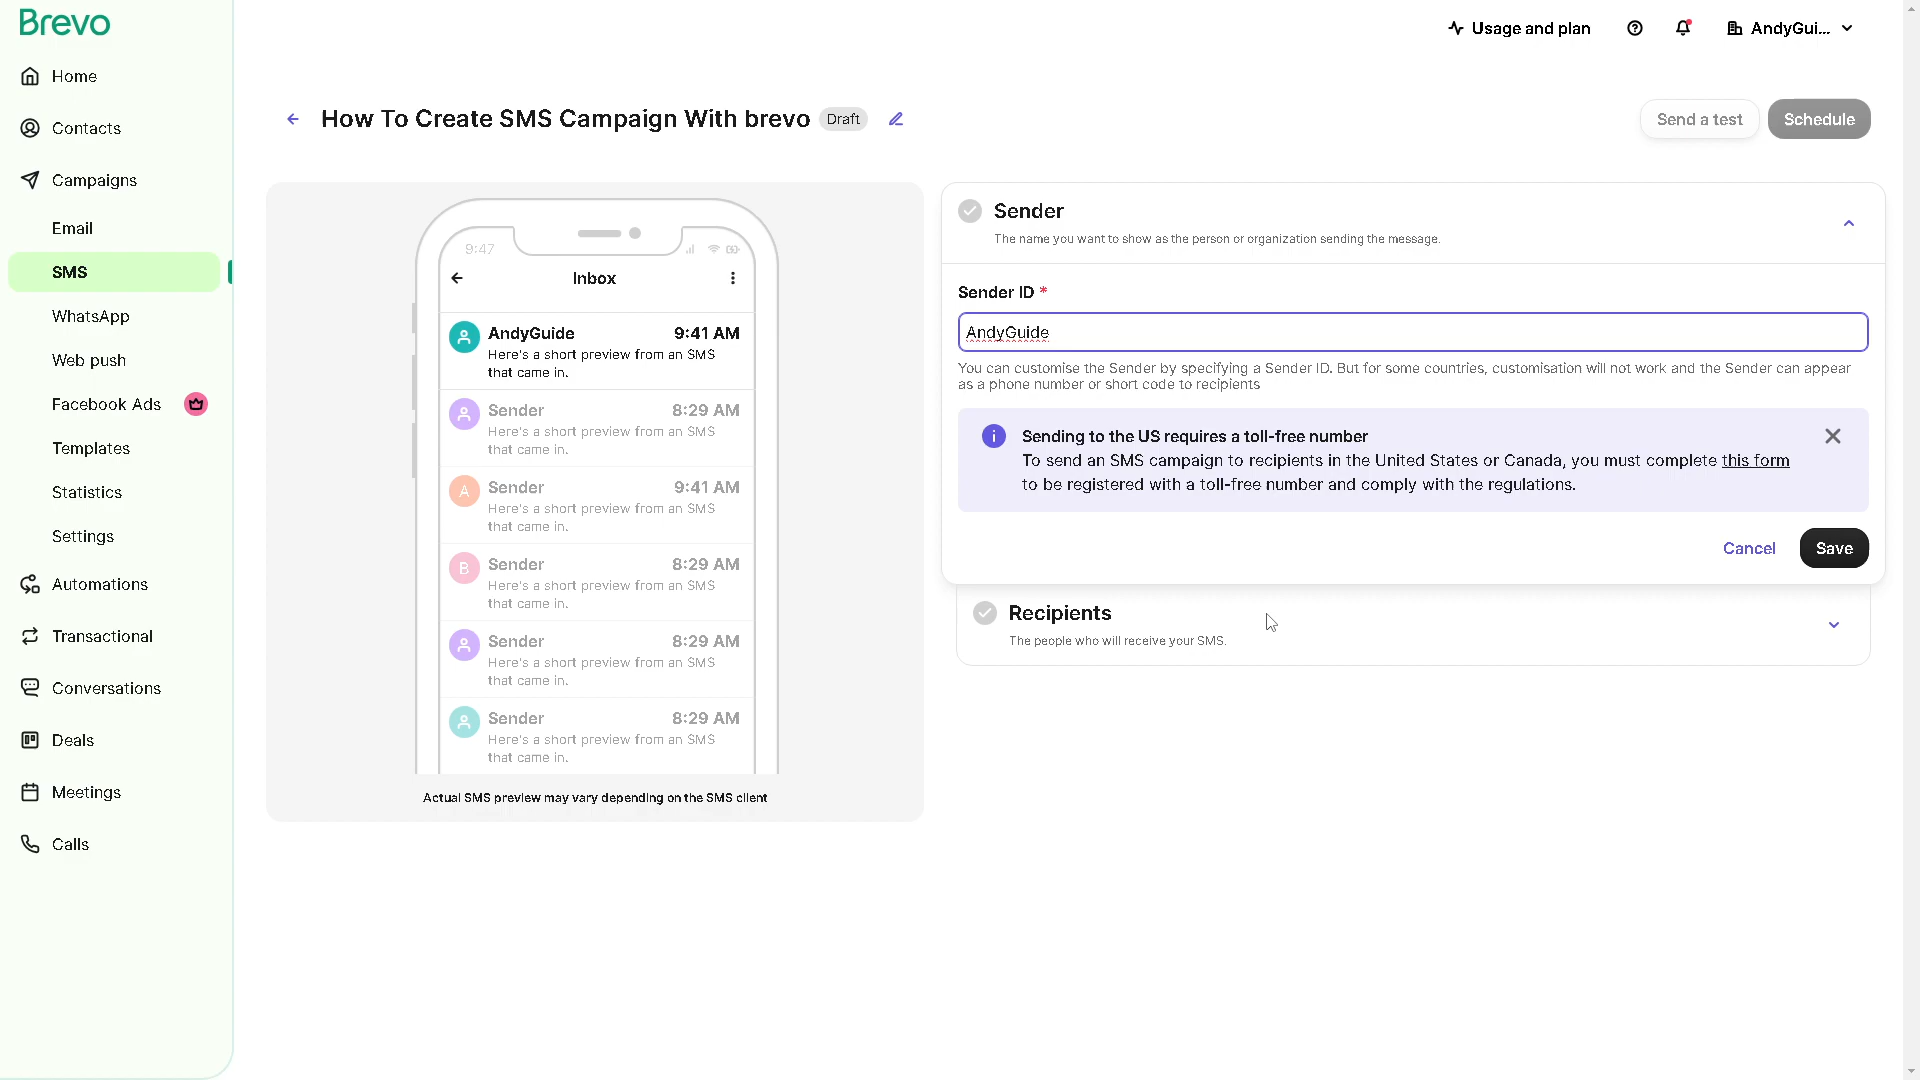 Brevo
Home
Contacts
Campaigns
Email
SMS
WhatsApp
Web push
Facebook Ads
Templates
Statistics
Settings
Automations
Transactional
Conversations
Deals
Meetings
Calls
Usage and plan
AndyGui...
How To Create SMS Campaign With brevo
Draft
Send a test
Schedule
9:47
Inbox
AndyGuide 9:41 AM
Here's a short preview from an SMS
that came in.
Sender 8:29 AM
Here's a short preview from an SMS
that came in.
A
Sender 9:41 AM
Here's a short preview from an SMS
that came in.
B
Sender 8:29 AM
Here's a short preview from an SMS
that came in.
Sender 8:29 AM
Here's a short preview from an SMS
that came in.
Sender 8:29 AM
Here's a short preview from an SMS
that came in.
Actual SMS preview may vary depending on the SMS client
Sender
The name you want to show as the person or organization sending the message.
Sender ID *
AndyGuide
You can customise the Sender by specifying a Sender ID. But for some countries, customisation will not work and the Sender can appear
as a phone number or short code to recipients
Sending to the US requires a toll-free number
To send an SMS campaign to recipients in the United States or Canada, you must complete this form
to be registered with a toll-free number and comply with the regulations.
Cancel
Save
Recipients
The people who will receive your SMS.